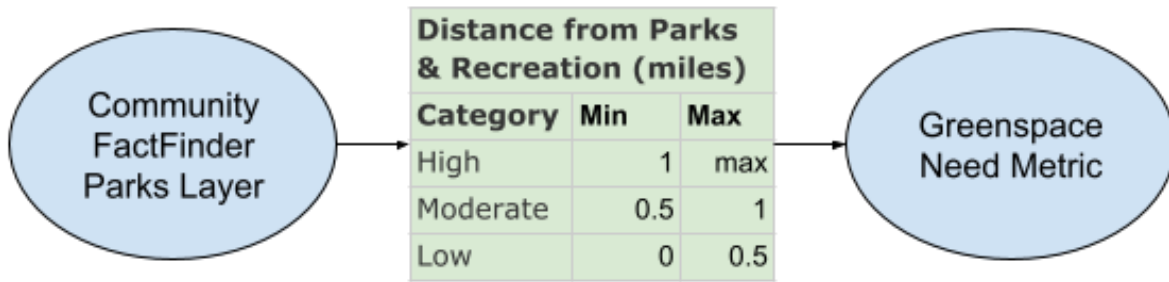 Community
FactFinder
Parks Layer
Distance from Parks
& Recreation (miles)
Category Min Max
High 1 max
Moderate 0.5 1
Low 0 0.5
Greenspace
Need Metric